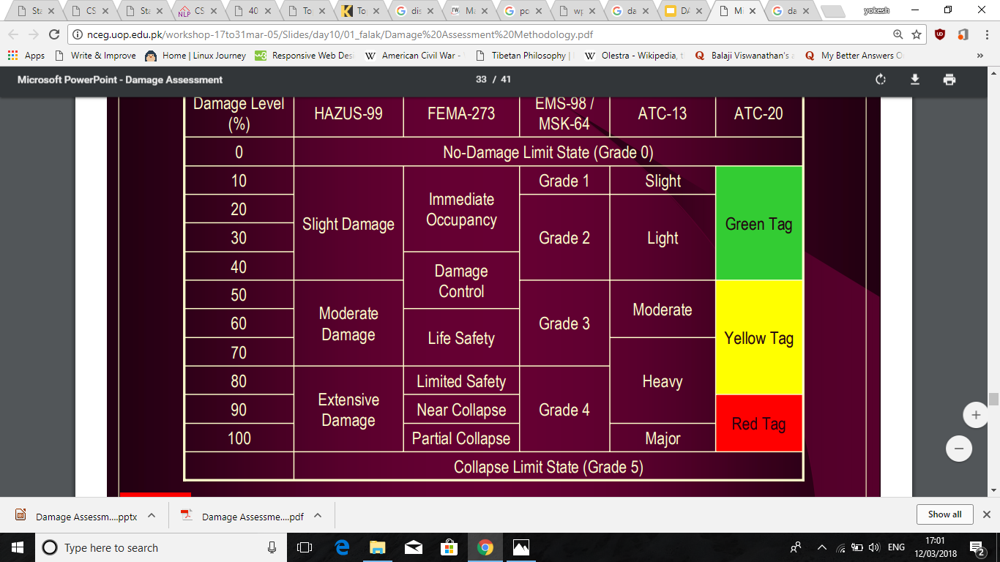 Sta
CS
Sta
CS
40
To
To
dis
Ma
po
wp
da
DA
Mi
da
yokesh
nceg.uop.edu.pk/workshop-17to31mar-05/Slides/day10/01_falak/Damage%20Assessment%20Methodology.pdf
Apps
Write & Improve
Home | Linux Journey
Responsive Web Des
American Civil War -
Tibetan Philosophy |
Olestra - Wikipedia, t
Balaji Viswanathan's a
My Better Answers O
»
Microsoft PowerPoint - Damage Assessment
33 / 41
Damage Level
(%)
HAZUS-99
FEMA-273
EMS-98 /
MSK-64
ATC-13
ATC-20
0
No-Damage Limit State (Grade 0)
10
20
30
40
50
60
70
80
90
100
Slight Damage
Moderate
Damage
Extensive
Damage
Immediate
Occupancy
Damage
Control
Life Safety
Limited Safety
Near Collapse
Partial Collapse
Grade 1
Grade 2
Grade 3
Grade 4
Slight
Light
Moderate
Heavy
Major
Green Tag
Yellow Tag
Red Tag
Collapse Limit State (Grade 5)
Damage Assessm....pptx
Damage Assessme....pdf
Show all
Type here to search
ENG
17:01
12/03/2018
2